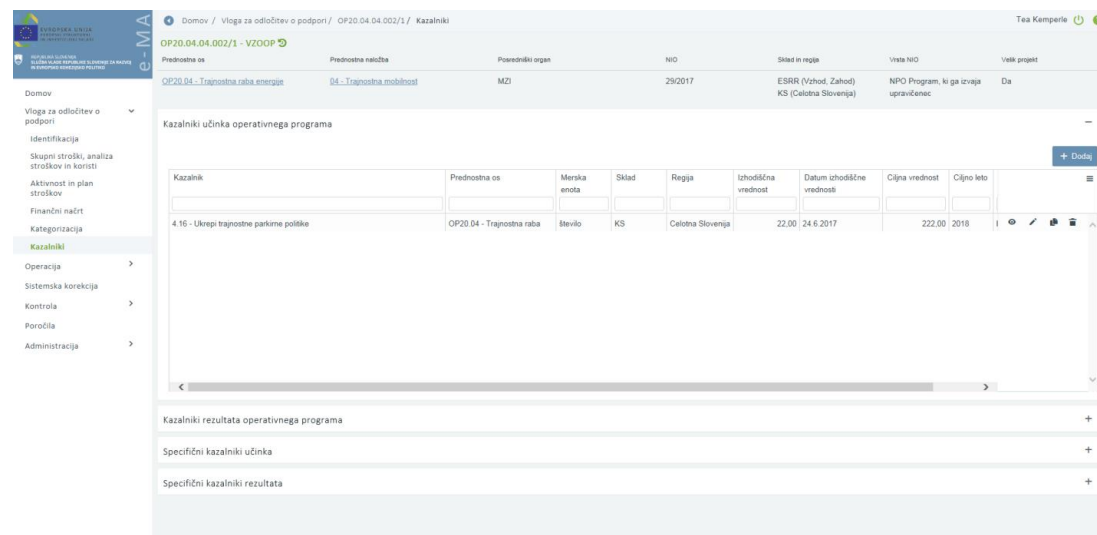 EVROPSKA UNIJA
e-MA
Domov / Vloga za odločitev o podpori / OP20.04.04.002/1 / Kazalniki
Tea Kemperle
OP20.04.04.002/1 - VZOOP
Prednostna os
Prednostna naložba
Posredniški organ
NIO
Sklad in regija
Vrsta NIO
Velik projekt
OP20.04 - Trajnostna raba energije
04 - Trajnostna mobilnost
MZI
29/2017
ESRR (Vzhod, Zahod)
KS (Celotna Slovenija)
NPO Program, ki ga izvaja
upravičenec
Da
Domov
Vloga za odločitev o
podpori
Identifikacija
Skupni stroški, analiza
stroškov in koristi
Aktivnost in plan
stroškov
Finančni načrt
Kategorizacija
Kazalniki
Operacija
Sistemska korekcija
Kontrola
Poročila
Administracija
Kazalniki učinka operativnega programa
+ Dodaj
Kazalnik
Prednostna os
Merska
enota
Sklad
Regija
Izhodiščna
vrednost
Datum izhodiščne
vrednosti
Ciljna vrednost
Ciljno leto
4.16 - Ukrepi trajnostne parkirne politike
OP20.04 - Trajnostna raba
število
KS
Celotna Slovenija
22,00
24.6.2017
222,00
2018
Kazalniki rezultata operativnega programa
Specifični kazalniki učinka
Specifični kazalniki rezultata